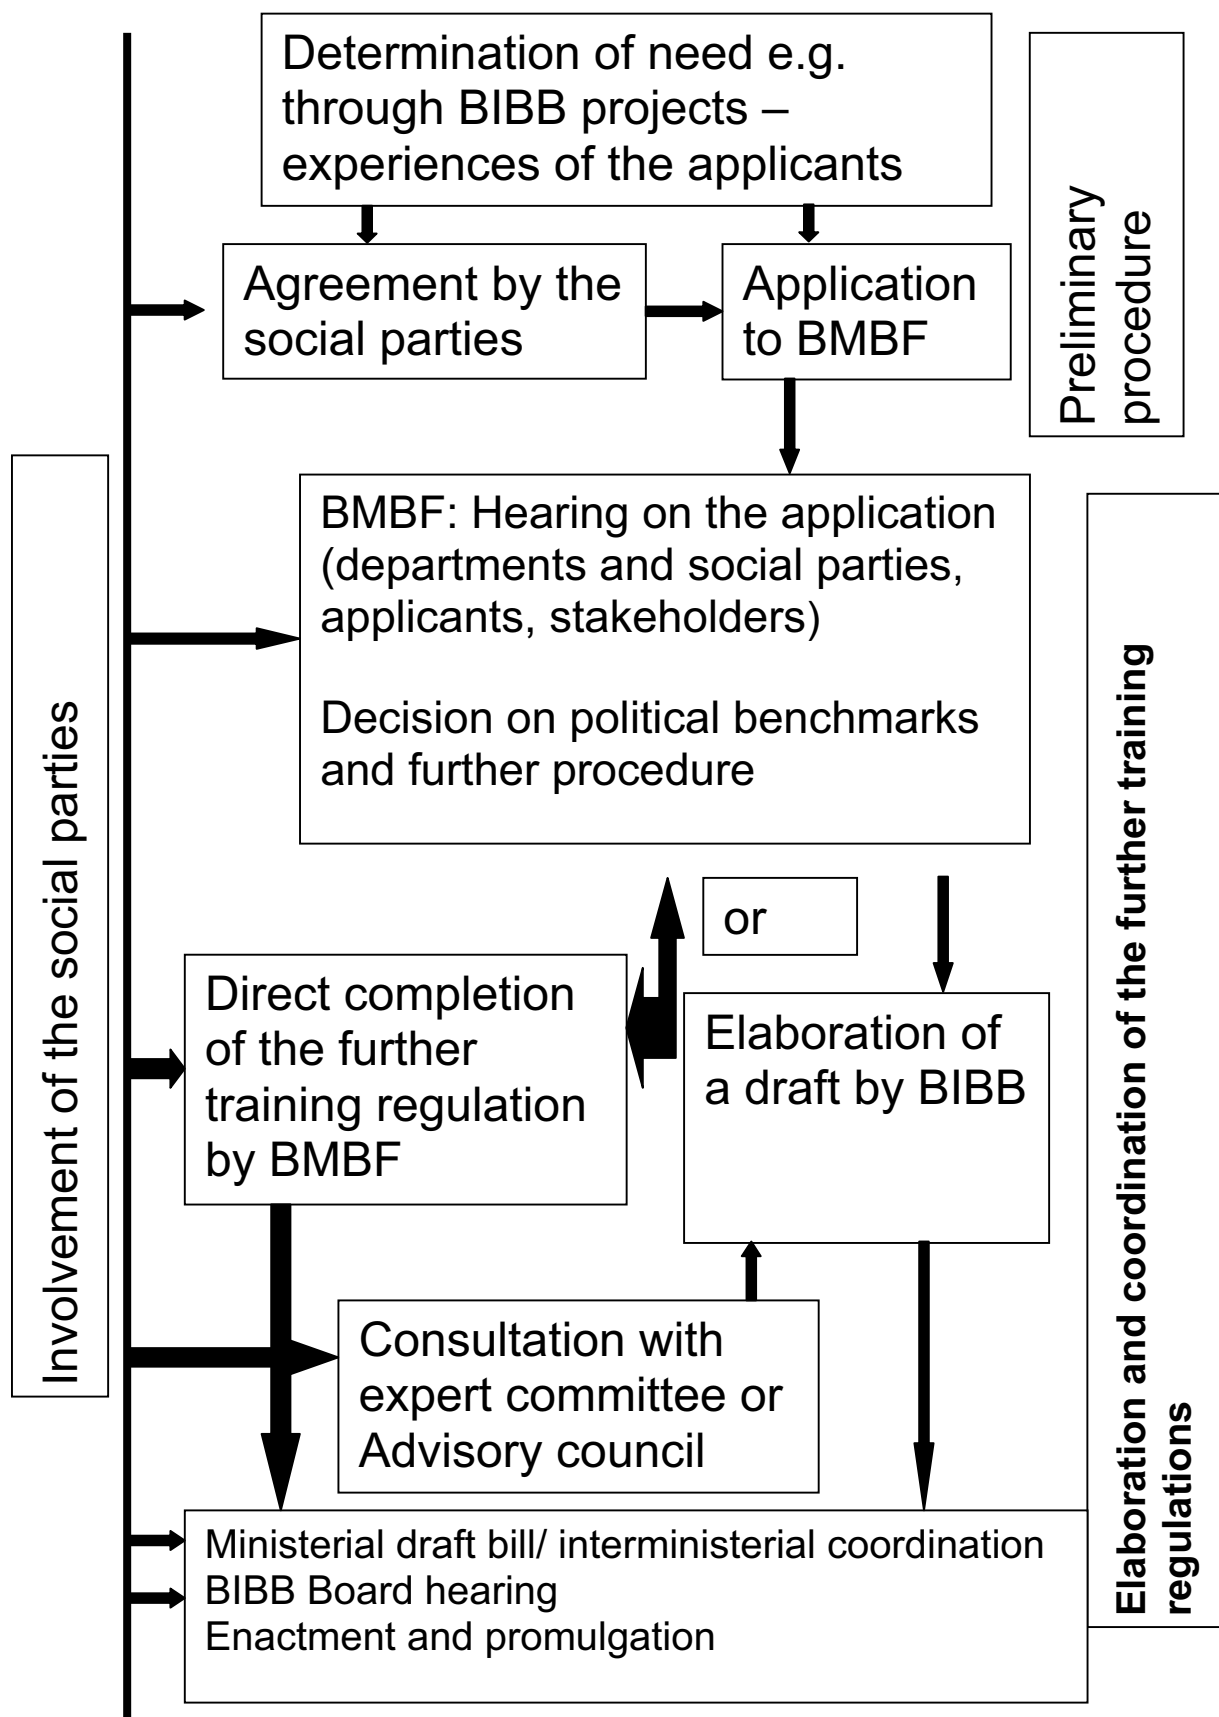 Determination of need e.g.
through BIBB projects –
experiences of the applicants
Agreement by the
social parties
Application
to BMBF
Preliminary
procedure
BMBF: Hearing on the application
(departments and social parties,
applicants, stakeholders)
Decision on political benchmarks
and further procedure
Involvement of the social parties
or
Direct completion
of the further
training regulation
by BMBF
Elaboration of
a draft by BIBB
Consultation with
expert committee or
Advisory council
Ministerial draft bill/ interministerial coordination
BIBB Board hearing
Enactment and promulgation
Elaboration and coordination of the further training
regulations